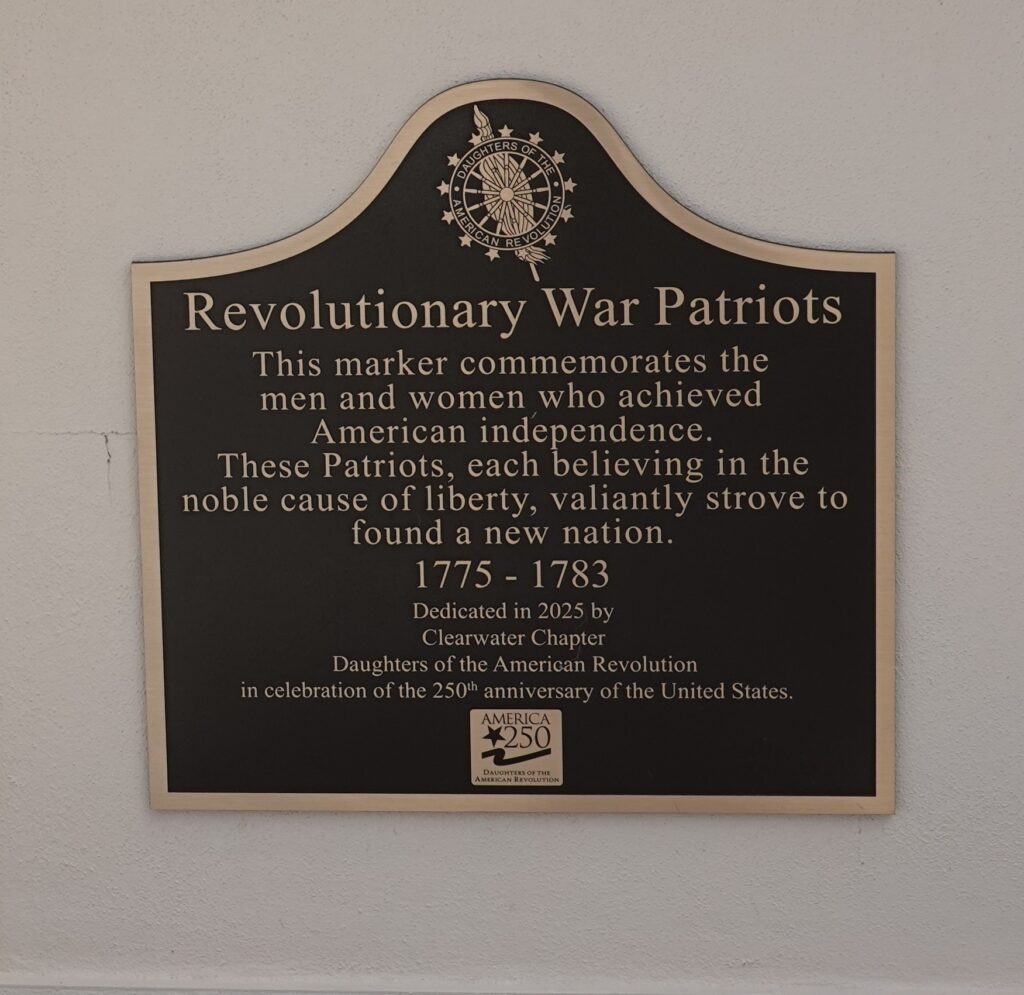 DAUGHTERS OF THE
AMERICAN REVOLUTION
Revolutionary War Patriots
This marker commemorates the
men and women who achieved
American independence.
These Patriots, each believing in the
noble cause of liberty, valiantly strove to
found a new nation.
1775 - 1783
Dedicated in 2025 by
Clearwater Chapter
Daughters of the American Revolution
in celebration of the 250th anniversary of the United States.
AMERICA
250
DAUGHTERS OF THE
AMERICAN REVOLUTION